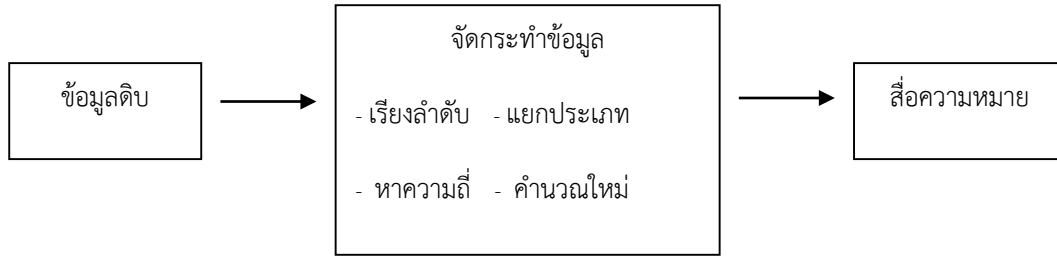 ข้อมูลดิบ
จัดกระทำข้อมูล
- เรียงลำดับ - แยกประเภท
- หาความถี่ - คำนวณใหม่
สื่อความหมาย